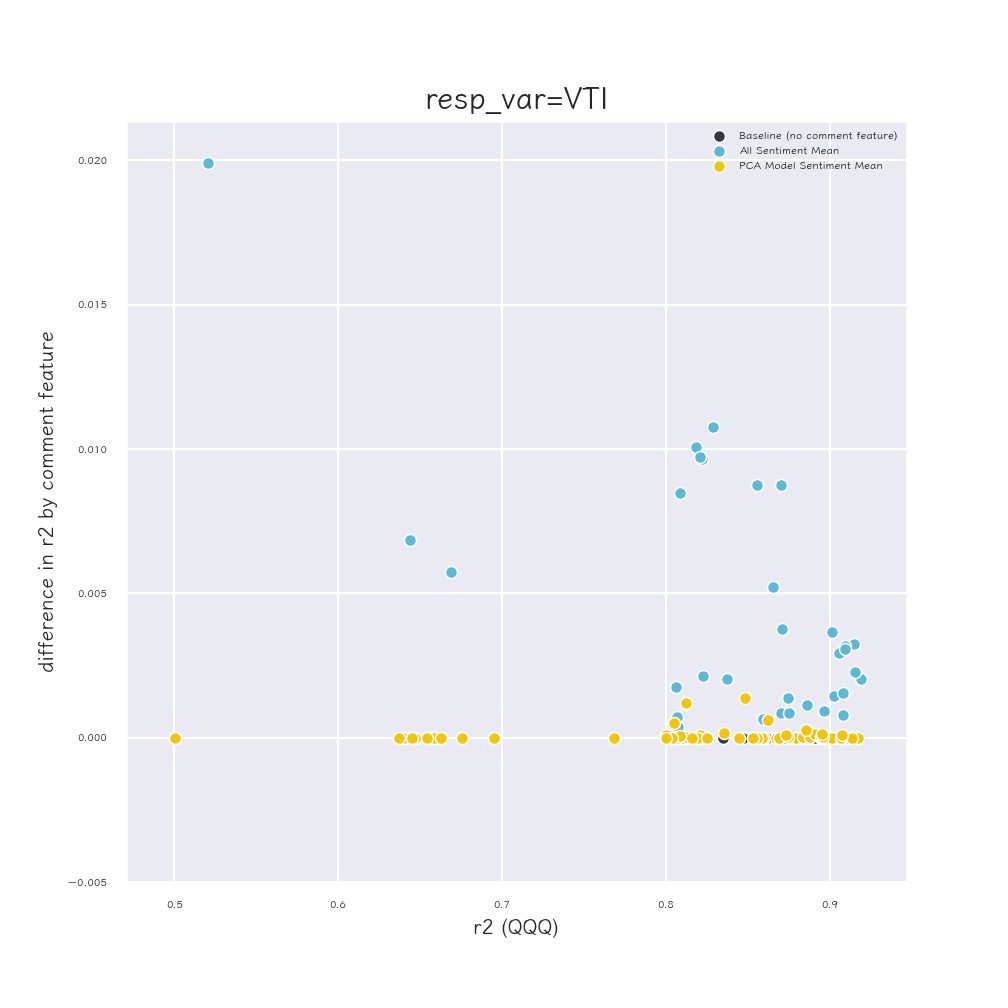 resp_var=VTI
Baseline (no comment feature)
All Sentiment Mean
PCA Model Sentiment Mean
difference in r2 by comment feature
0.020
0.015
0.010
0.005
0.000
−0.005
0.5 0.6 0.7 0.8 0.9
r2 (QQQ)